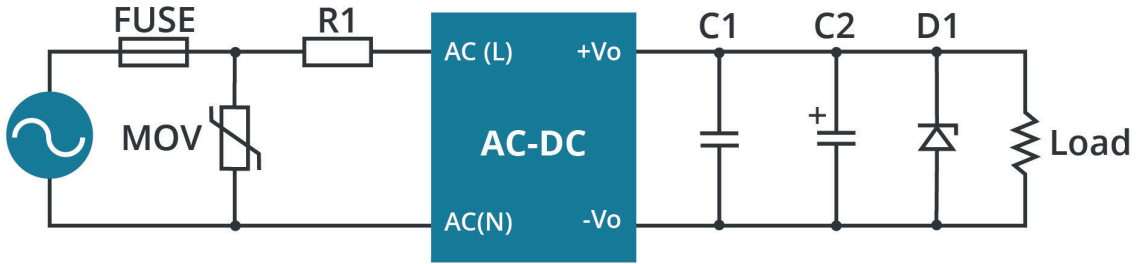 FUSE
R1
C1
C2
D1
AC (L)
+Vo
MOV
AC-DC
+
Load
AC(N)
-Vo